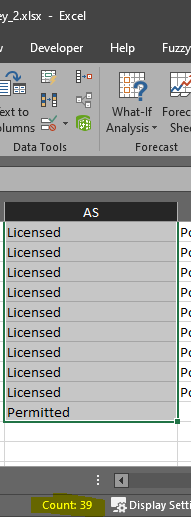 ey_2.xlsx - Excel
Developer Help Fuzzy
Text to What-If Foreca
olumns Analysis Shee
Data Tools Forecast
AS
Licensed Po
Licensed Po
Licensed Po
Licensed Po
Licensed Po
Licensed Po
Licensed Po
Licensed Po
Licensed Po
Permitted
Count: 39 Display Setti